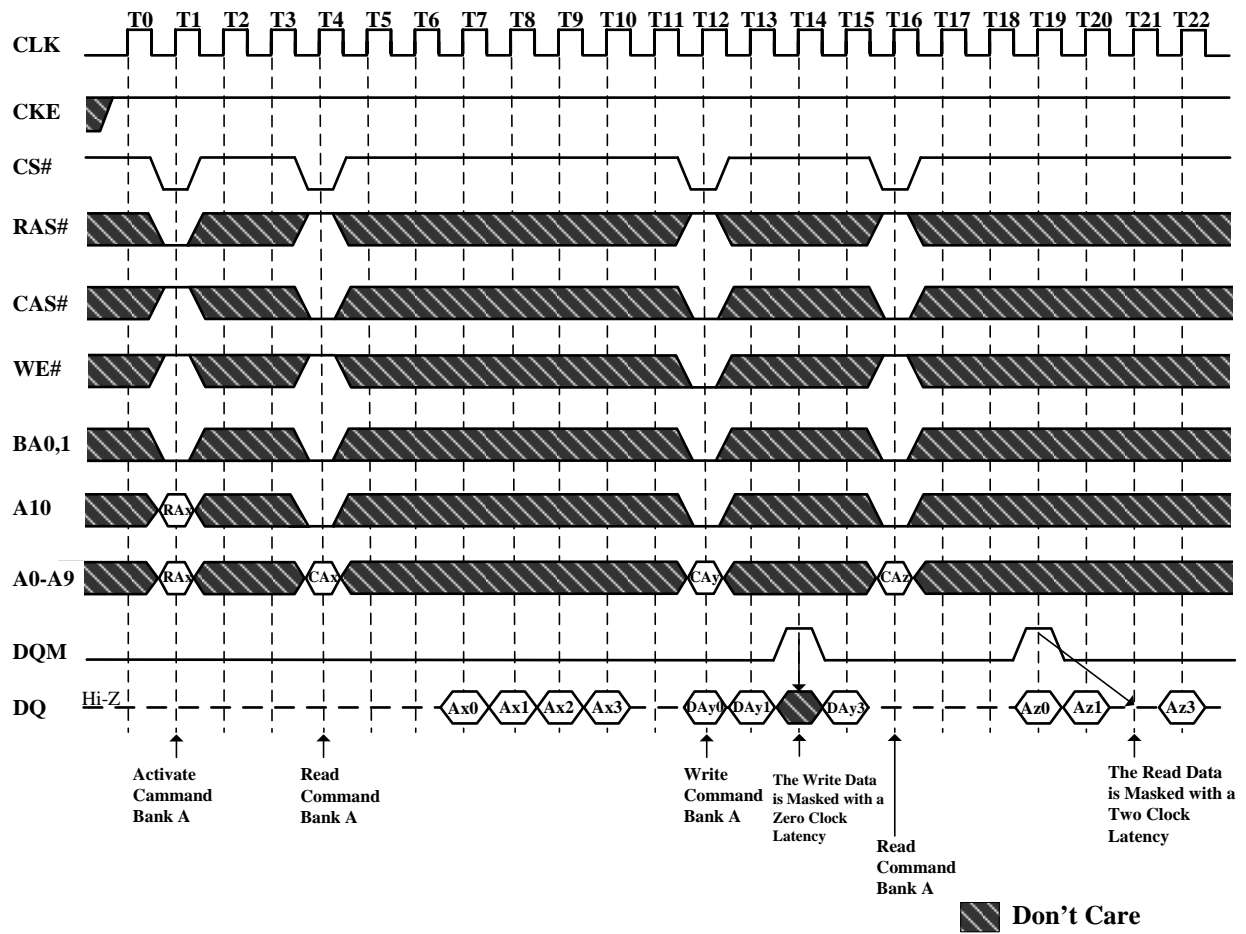 T0 T1 T2 T3 T4 T5 T6 T7 T8 T9 T10 T11 T12 T13 T14 T15 T16 T17 T18 T19 T20 T21 T22
CLK
CKE
CS#
RAS#
CAS#
WE#
BA0,1
A10
RAx
A0-A9
RAx CAx CAy CAz
DQM
DQ
Hi-Z
Ax0 Ax1 Ax2 Ax3 DAy0 DAy1 DAy3 Az0 Az1 Az3
Activate
Cammand
Bank A
Read
Command
Bank A
Write
Command
Bank A
The Write Data
is Masked with a
Zero Clock
Latency
Read
Command
Bank A
The Read Data
is Masked with a
Two Clock
Latency
Don't Care